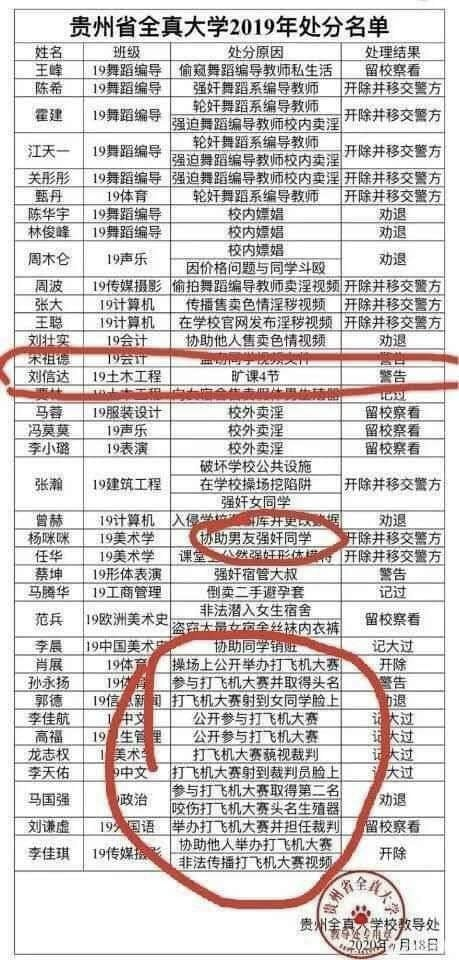 贵州省全真大学2019年处分名单
姓名 班级 处分原因 处理结果
王峰 19舞蹈编导 偷窥舞蹈编导教师私生活 留校察看
陈希 19舞蹈编导 强奸舞蹈系编导教师 开除并移交警方
霍建 19舞蹈编导 轮奸舞蹈系编导教师 开除并移交警方
强迫舞蹈编导教师校内卖淫
江天一 19舞蹈编导 轮奸舞蹈系编导教师 开除并移交警方
强迫舞蹈编导教师校内卖淫
关彤彤 19舞蹈编导 强迫舞蹈编导教师校内卖淫 开除并移交警方
甄丹 19体育 轮奸舞蹈系编导教师 开除并移交警方
陈华宇 19舞蹈编导 校内嫖娼 劝退
林俊峰 19舞蹈编导 校内嫖娼 劝退
周木仑 19声乐 校内嫖娼 劝退
因价格问题与同学斗殴
周波 19传媒摄影 偷拍舞蹈编导教师卖淫视频 开除并移交警方
张大 19计算机 传播售卖色情淫秽视频 开除并移交警方
王聪 19计算机 在学校官网发布淫秽视频 开除并移交警方
刘壮实 19会计 协助他人售卖色情视频 劝退
宋祖德 19会计 盗窃同学视频文件 警告
刘信达 19土木工程 旷课4节 警告
19土木工程 记过
马蓉 19服装设计 校外卖淫 留校察看
冯莫莫 19声乐 校外卖淫 留校察看
李小璐 19表演 校外卖淫 留校察看
张瀚 19建筑工程 破坏学校公共设施 开除并移交警方
在学校操场挖陷阱
强奸女同学
曾赫 19计算机 入侵学校 库并更改数据 劝退
杨咪咪 19美术学 协助男友强奸同学 开除并移交警方
任华 19美术学 课堂上公然强奸形体模特 开除并移交警方
蔡坤 19形体表演 强奸宿管大叔 警告
马腾华 19工商管理 倒卖二手避孕套 记过
范兵 19欧洲美术史 非法潜入女生宿舍 留校察看
盗窃大量女宿舍丝袜内衣裤
李晨 19中国美术史 协助同学销赃 记大过
肖展 19体育 操场上公开举办打飞机大赛 开除
孙永扬 19体育 参与打飞机大赛并取得头名 警告
郭德 19信息新闻 打飞机大赛射到女同学脸上 劝退
李佳航 19中文 公开参与打飞机大赛 记大过
高福 19卫生管理 公开参与打飞机大赛 记大过
龙志权 19美术学 打飞机大赛藐视裁判 记大过
李天佑 19中文 打飞机大赛射到裁判员脸上 记大过
马国强 19政治 参与打飞机大赛取得第二名 劝退
咬伤打飞机大赛头名生殖器
刘谦虚 19外国语 举办打飞机大赛并担任裁判 留校察看
李佳琪 19传媒摄影 协助他人举办打飞机大赛 开除
非法传播打飞机大赛视频
贵州省全真大学
教导处专用章
贵州全真大学校教导处
2020年 月18日